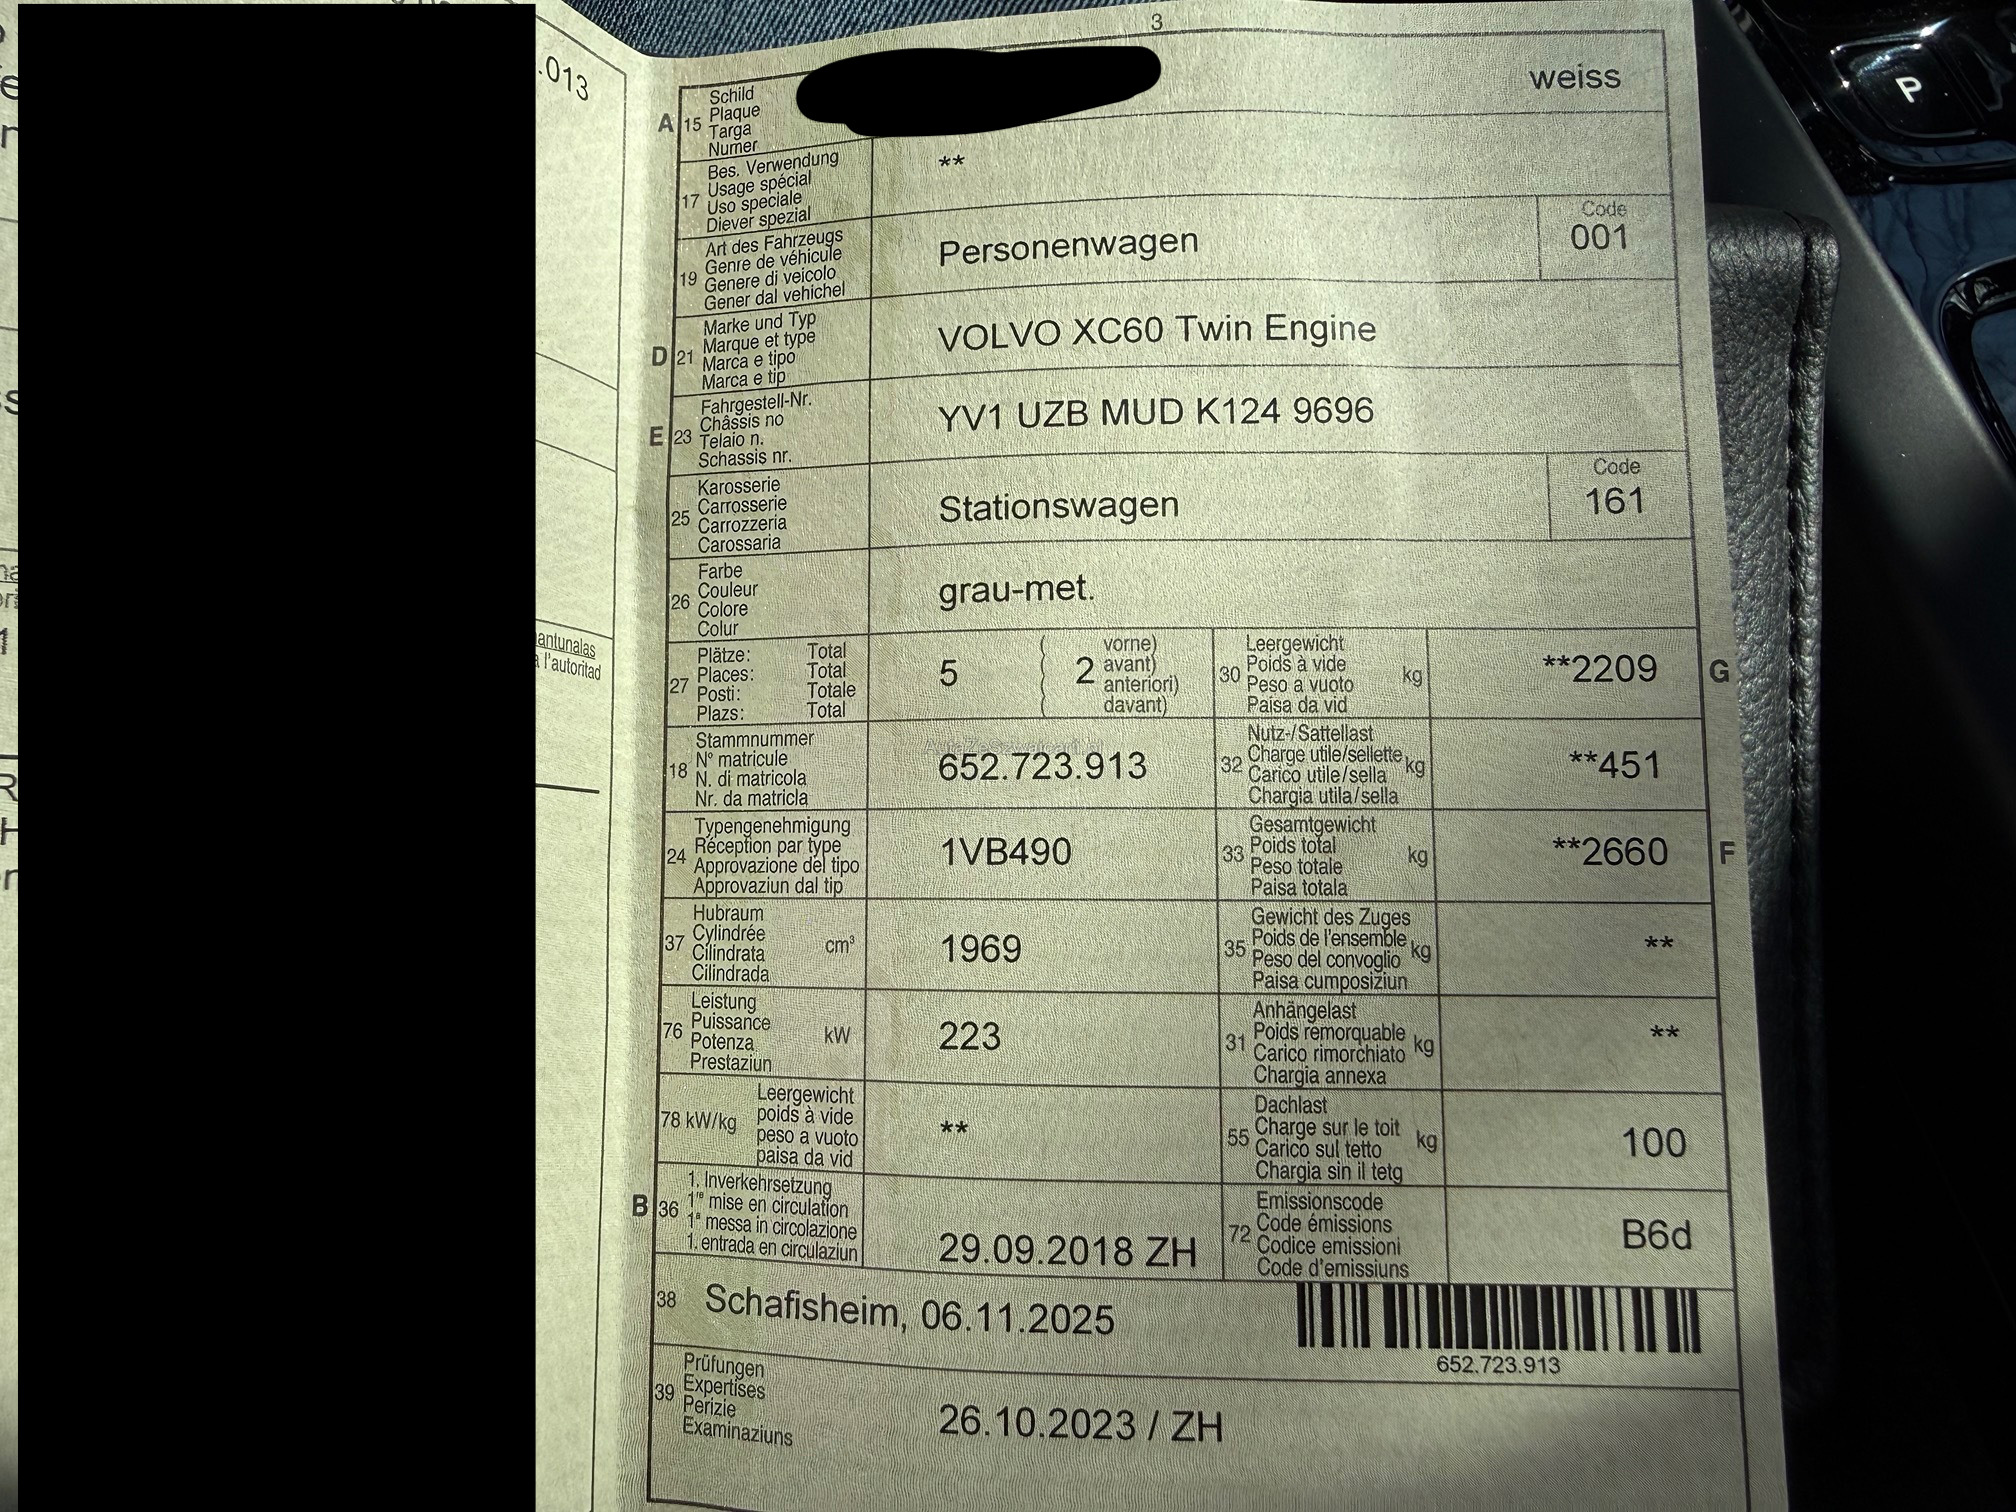 .013
3
A 15 Schild
Plaque
Targa
Numer
weiss
17 Bes. Verwendung
Usage spécial
Uso speciale
Diever spezial
**
19 Art des Fahrzeugs
Genre de véhicule
Genere di veicolo
Gener dal vehichel
Personenwagen
Code
001
D 21 Marke und Typ
Marque et type
Marca e tipo
Marca e tip
VOLVO XC60 Twin Engine
E 23 Fahrgestell-Nr.
Châssis no
Telaio n.
Schassis nr.
YV1 UZB MUD K124 9696
25 Karosserie
Carrosserie
Carrozzeria
Carossaria
Stationswagen
Code
161
26 Farbe
Couleur
Colore
Colur
grau-met.
antunalas
l'autoritad
27 Plätze: Total
Places: Total
Posti: Totale
Plazs: Total
5 ( 2 vorne)
( avant)
( anteriori)
( davant)
30 Leergewicht
Poids à vide
Peso a vuoto
Paisa da vid
kg
**2209 G
18 Stammnummer
N° matricule
N. di matricola
Nr. da matricla
652.723.913
32 Nutz-/Sattellast
Charge utile/sellette
Carico utile/sella
Chargia utila/sella
kg
**451
24 Typengenehmigung
Réception par type
Approvazione del tipo
Approvaziun dal tip
1VB490
33 Gesamtgewicht
Poids total
Peso totale
Paisa totala
kg
**2660 F
37 Hubraum
Cylindrée
Cilindrata
Cilindrada
cm³
1969
35 Gewicht des Zuges
Poids de l'ensemble
Peso del convoglio
Paisa cumposiziun
kg
**
76 Leistung
Puissance
Potenza
Prestaziun
kW
223
31 Anhängelast
Poids remorquable
Carico rimorchiato
Chargia annexa
kg
**
78 kW/kg Leergewicht
poids à vide
peso a vuoto
paisa da vid
**
55 Dachlast
Charge sur le toit
Carico sul tetto
Chargia sin il tetg
kg
100
B 36 1. Inverkehrsetzung
1re mise en circulation
1a messa in circolazione
1. entrada en circulaziun
29.09.2018 ZH
72 Emissionscode
Code émissions
Codice emissioni
Code d'emissiuns
B6d
38 Schafisheim, 06.11.2025
652.723.913
39 Prüfungen
Expertises
Perizie
Examinaziuns
26.10.2023 / ZH
P